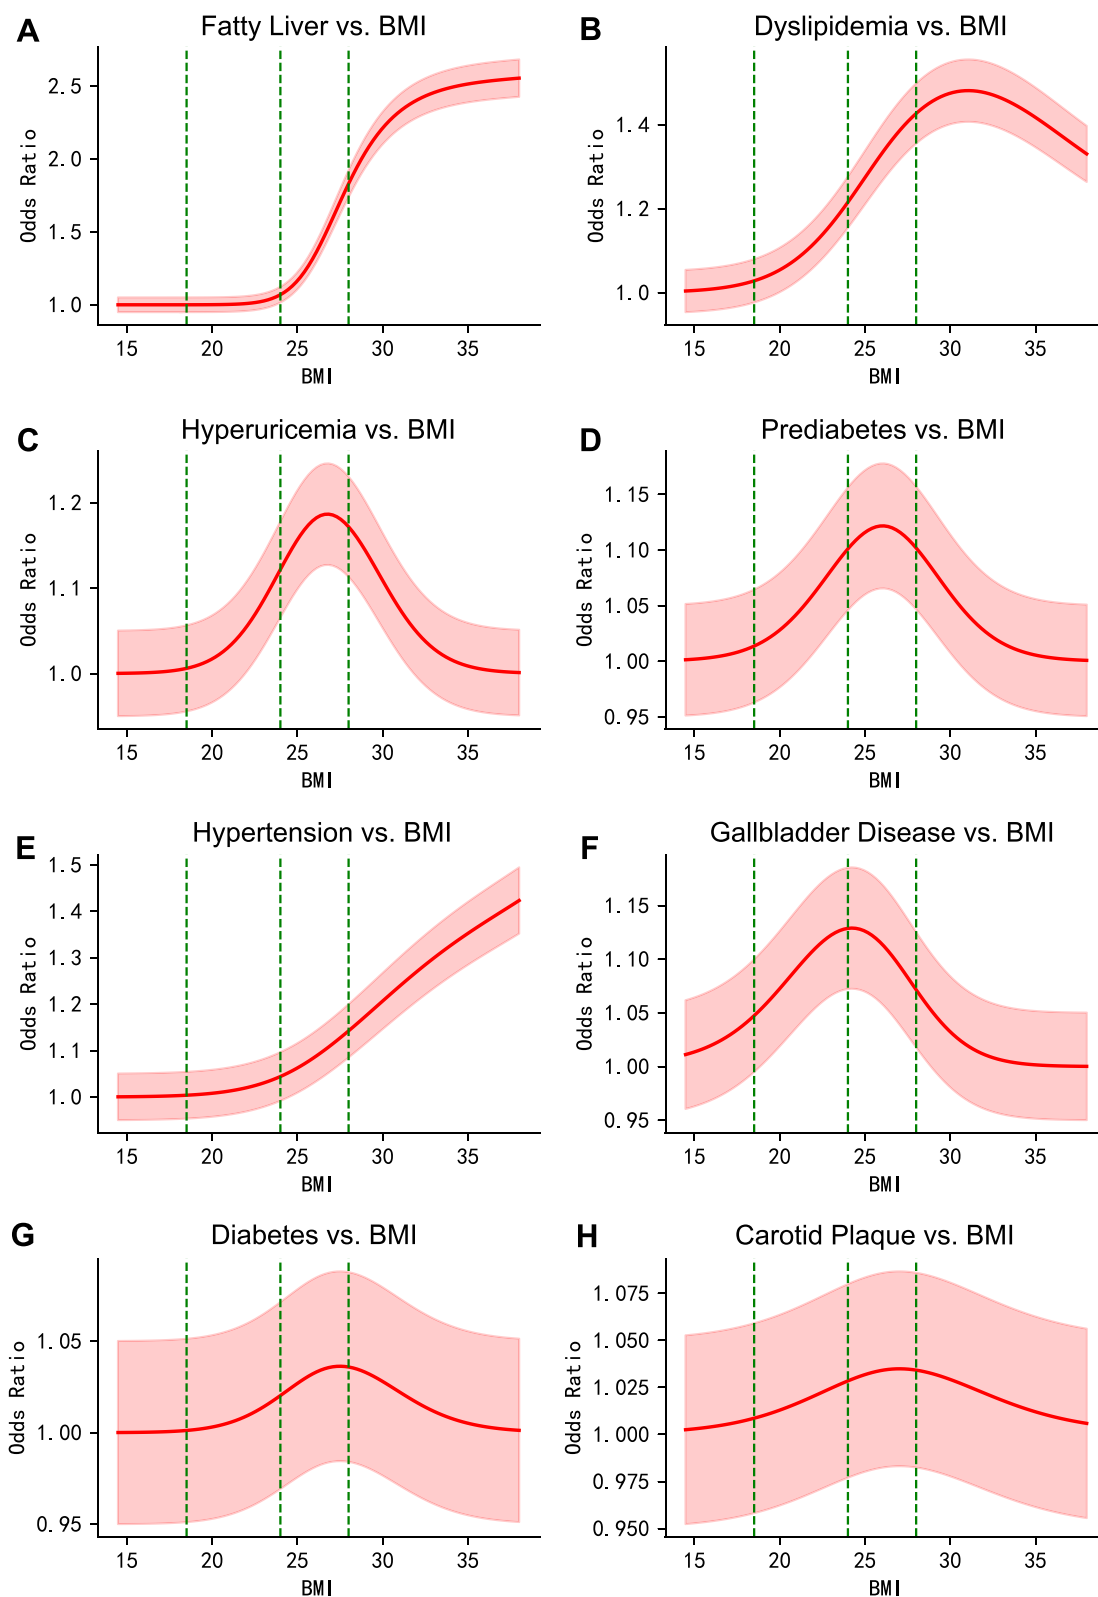 A
Fatty Liver vs. BMI
2.5
2.0
1.5
1.0
Odds Ratio
15 20 25 30 35
BMI
B
Dyslipidemia vs. BMI
1.4
1.2
1.0
Odds Ratio
15 20 25 30 35
BMI
C
Hyperuricemia vs. BMI
1.2
1.1
1.0
Odds Ratio
15 20 25 30 35
BMI
D
Prediabetes vs. BMI
1.15
1.10
1.05
1.00
0.95
Odds Ratio
15 20 25 30 35
BMI
E
Hypertension vs. BMI
1.5
1.4
1.3
1.2
1.1
1.0
Odds Ratio
15 20 25 30 35
BMI
F
Gallbladder Disease vs. BMI
1.15
1.10
1.05
1.00
0.95
Odds Ratio
15 20 25 30 35
BMI
G
Diabetes vs. BMI
1.05
1.00
0.95
Odds Ratio
15 20 25 30 35
BMI
H
Carotid Plaque vs. BMI
1.075
1.050
1.025
1.000
0.975
0.950
Odds Ratio
15 20 25 30 35
BMI